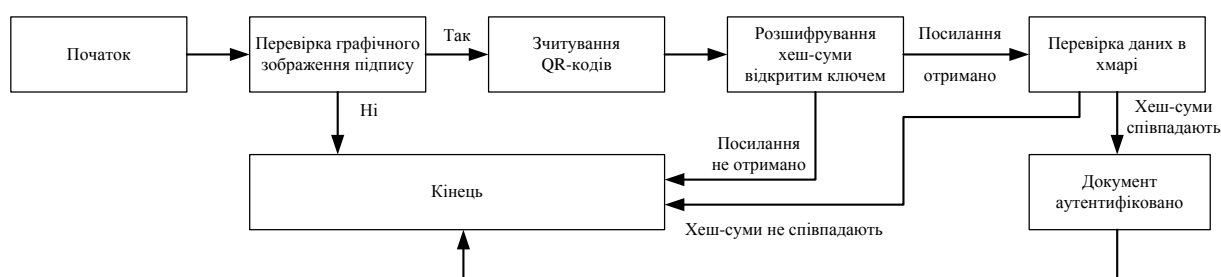 Початок
Перевірка графічного
зображення підпису
Так
Зчитування
QR-кодів
Розшифрування
хеш-суми
відкритим ключем
Посилання
отримано
Перевірка даних в
хмарі
Ні
Хеш-суми
співпадають
Посилання
не отримано
Кінець
Документ
аутентифіковано
Хеш-суми не співпадають